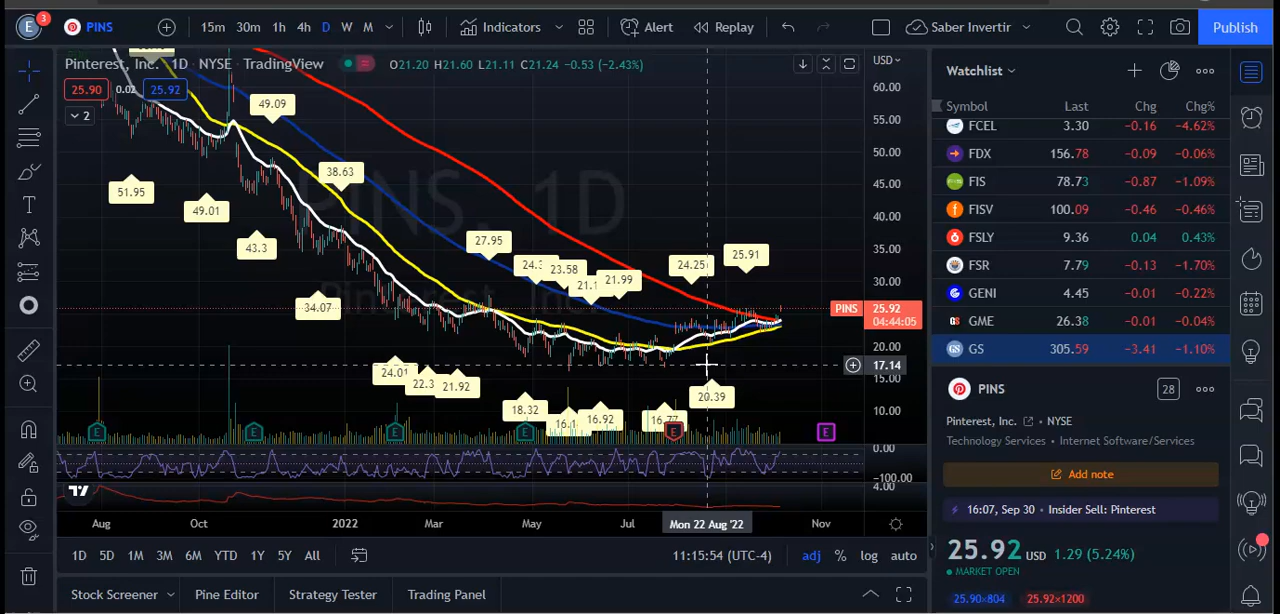 E 3 PINS 15m 30m 1h 4h D W M Indicators Alert Replay Saber Invertir Publish
Pinterest, Inc. · 1D · NYSE · TradingView O21.20 H21.60 L21.11 C21.24 −0.53 (−2.43%)
25.90 0.02 25.92
2
USD
60.00
55.00
50.00
45.00
40.00
35.00
30.00
PINS 25.92
04:44:05
20.00
17.14
15.00
10.00
0.00
−100.00
4.00
PINS, 1D
Pinterest, Inc.
49.09
38.63
51.95
49.01
43.3
34.07
27.95
23.58
21.99
24.25
25.91
24.01
22.3
21.92
18.32
16.92
16.77
20.39
E E E E E E
Aug Oct 2022 Mar May Jul Mon 22 Aug '22 Nov
1D 5D 1M 3M 6M YTD 1Y 5Y All 11:15:54 (UTC-4) adj % log auto
Stock Screener Pine Editor Strategy Tester Trading Panel
Watchlist
Symbol Last Chg Chg%
FCEL 3.30 −0.16 −4.62%
FDX 156.78 −0.09 −0.06%
FIS 78.73 −0.87 −1.09%
FISV 100.09 −0.46 −0.46%
FSLY 9.36 0.04 0.43%
FSR 7.79 −0.13 −1.70%
GENI 4.45 −0.01 −0.22%
GME 26.38 −0.01 −0.04%
GS 305.59 −3.41 −1.10%
PINS 28
Pinterest, Inc. • NYSE
Technology Services • Internet Software/Services
Add note
16:07, Sep 30 • Insider Sell: Pinterest
25.92 USD 1.29 (5.24%)
MARKET OPEN
25.90×804 25.92×1200